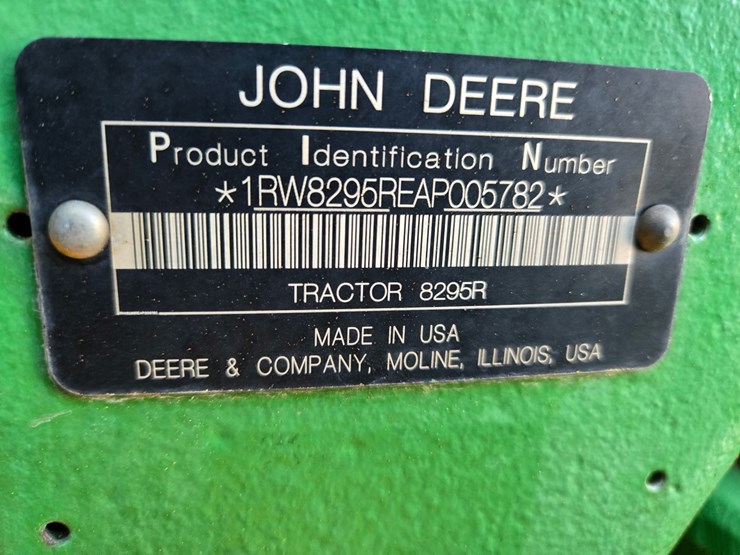 JOHN DEERE
Product Identification Number
*1RW8295REAP005782*
TRACTOR 8295R
MADE IN USA
DEERE & COMPANY, MOLINE, ILLINOIS, USA